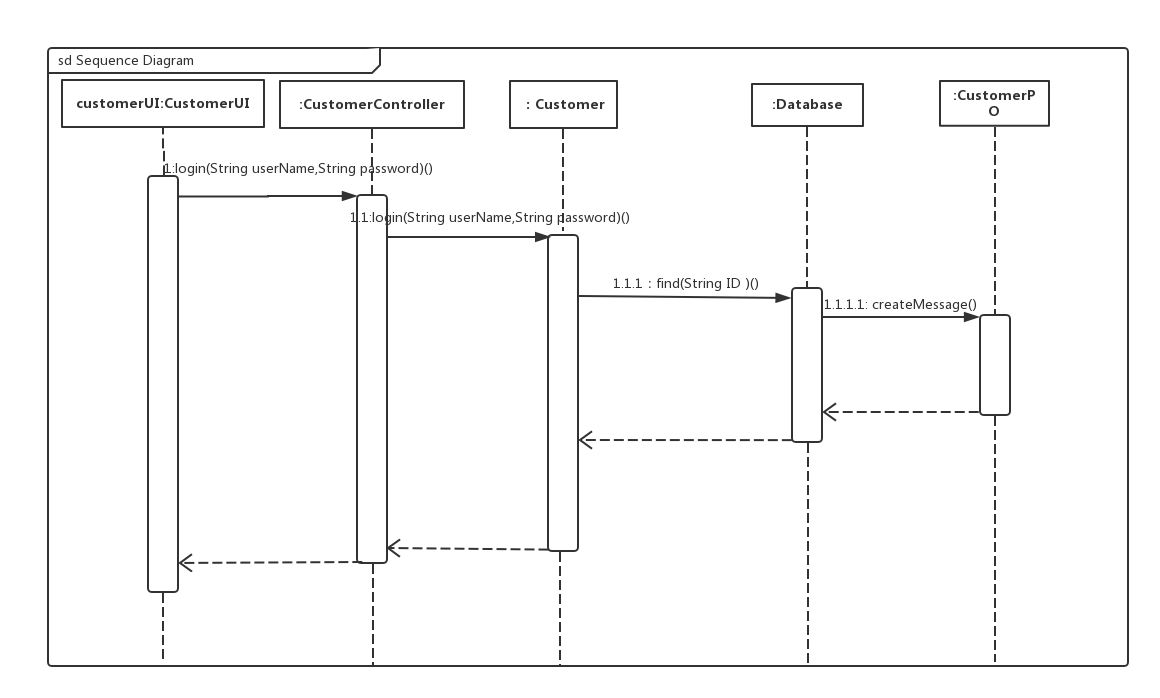 sd Sequence Diagram
customerUI:CustomerUI
:CustomerController
: Customer
:Database
:CustomerP
O
1:login(String userName,String password)()
1.1:login(String userName,String password)()
1.1.1 : find(String ID )()
1.1.1.1: createMessage()